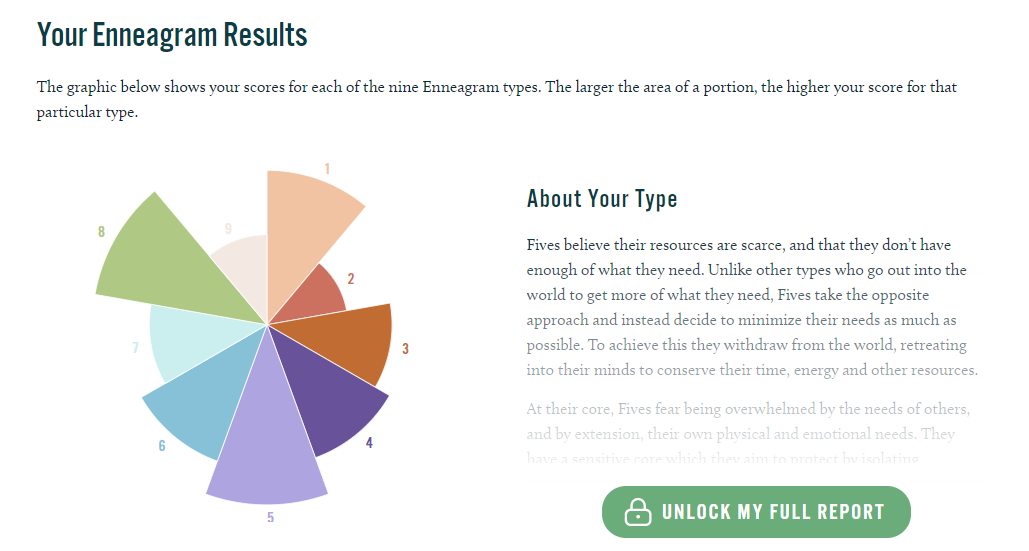 Your Enneagram Results
The graphic below shows your scores for each of the nine Enneagram types. The larger the area of a portion, the higher your score for that
particular type.
1
2
3
4
5
6
7
8
9
About Your Type
Fives believe their resources are scarce, and that they don't have
enough of what they need. Unlike other types who go out into the
world to get more of what they need, Fives take the opposite
approach and instead decide to minimize their needs as much as
possible. To achieve this they withdraw from the world, retreating
into their minds to conserve their time, energy and other resources.
At their core, Fives fear being overwhelmed by the needs of others,
and by extension, their own physical and emotional needs. They
have a sensitive core which they aim to protect by isolating
UNLOCK MY FULL REPORT